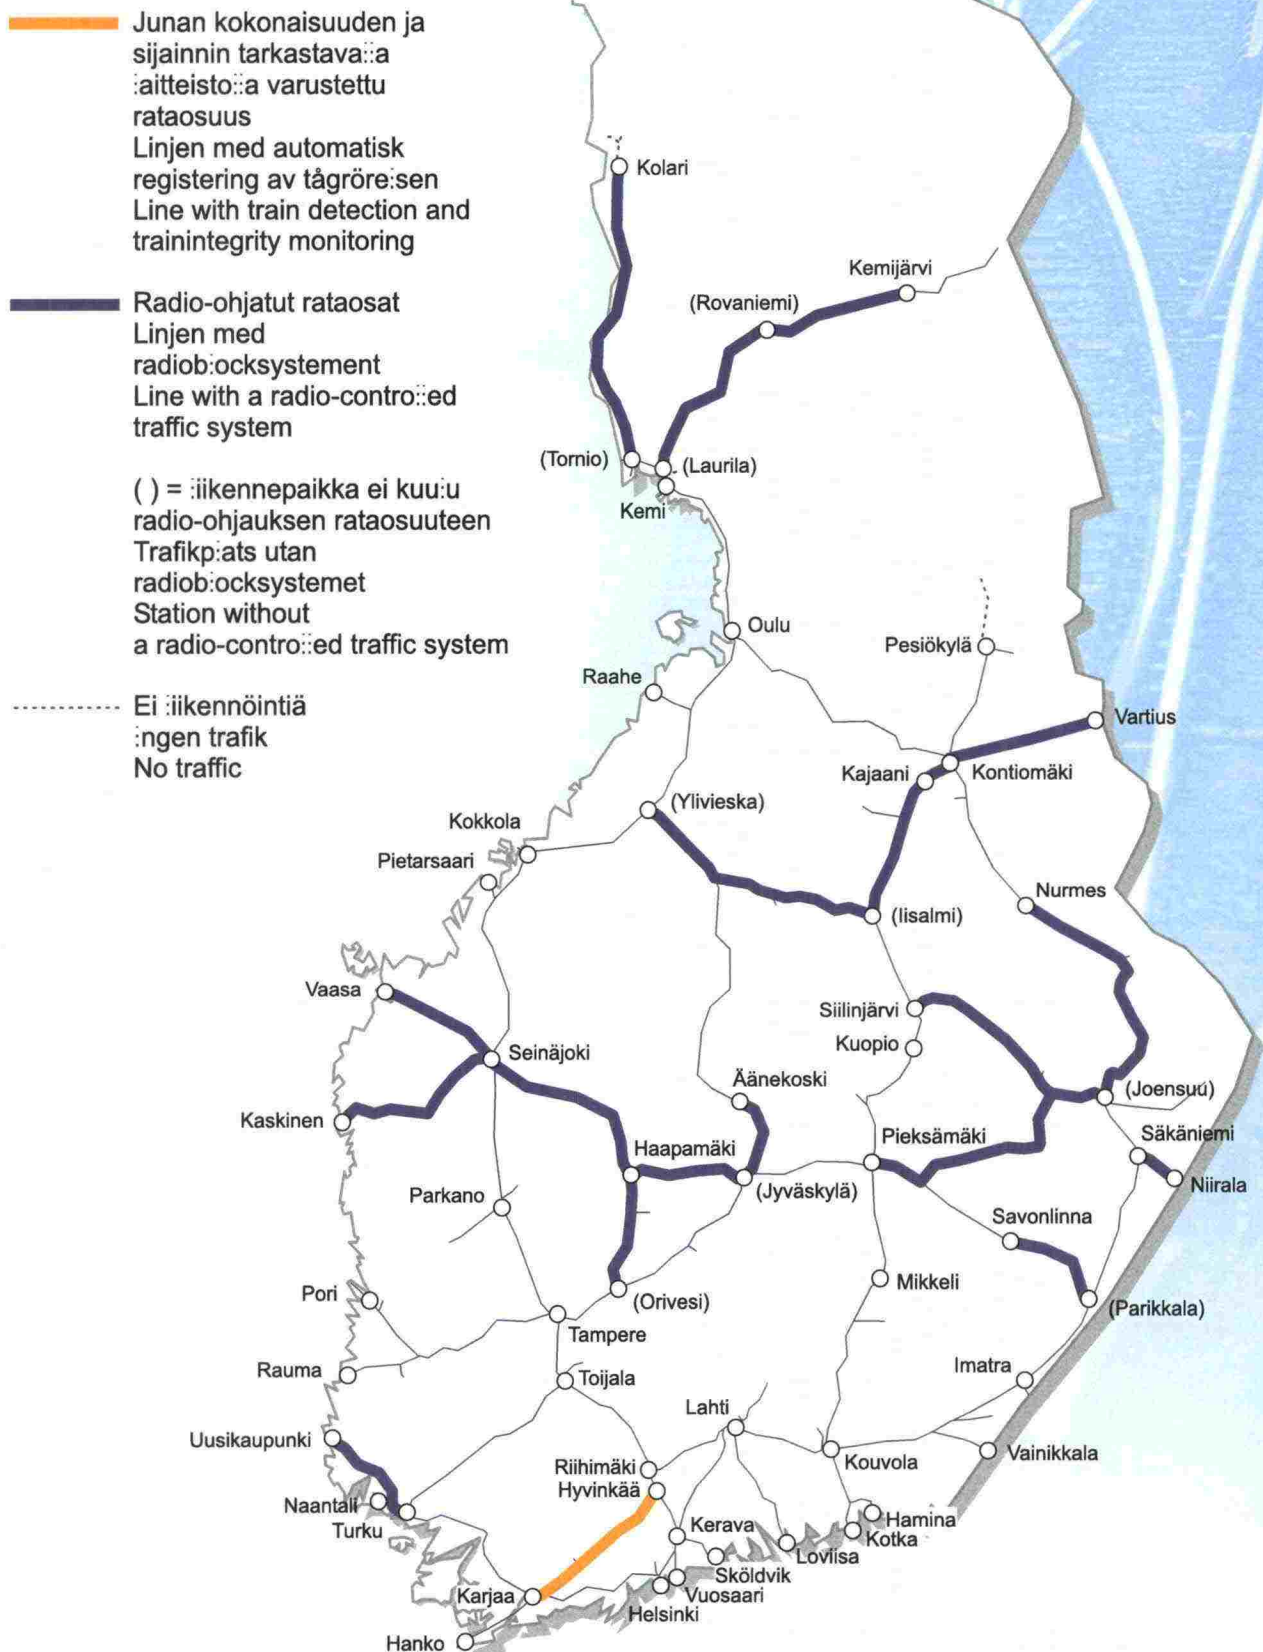 Junan kokonaisuuden ja
sijainnin tarkastava::a
:aitteisto::a varustettu
rataosuus
Linjen med automatisk
registering av tågröre:sen
Line with train detection and
trainintegrity monitoring
Radio-ohjatut rataosat
Linjen med
radiob:ocksystement
Line with a radio-contro::ed
traffic system
( ) = :iikennepaikka ei kuu:u
radio-ohjauksen rataosuuteen
Trafikp:ats utan
radiob:ocksystemet
Station without
a radio-contro::ed traffic system
Ei :iikennöintiä
:ngen trafik
No traffic
Kolari
Kemijärvi
(Rovaniemi)
(Tornio)
(Laurila)
Kemi
Oulu
Pesiökylä
Raahe
Vartius
Kajaani
Kontiomäki
(Ylivieska)
Kokkola
Pietarsaari
Nurmes
(Iisalmi)
Vaasa
Siilinjärvi
Kuopio
Seinäjoki
Äänekoski
(Joensuu)
Kaskinen
Haapamäki
Pieksämäki
Säkäniemi
(Jyväskylä)
Niirala
Parkano
Savonlinna
Mikkeli
Pori
(Orivesi)
(Parikkala)
Tampere
Rauma
Toijala
Imatra
Lahti
Uusikaupunki
Kouvola
Vainikkala
Riihimäki
Hyvinkää
Naantali
Turku
Kerava
Hamina
Kotka
Loviisa
Sköldvik
Vuosaari
Karjaa
Helsinki
Hanko